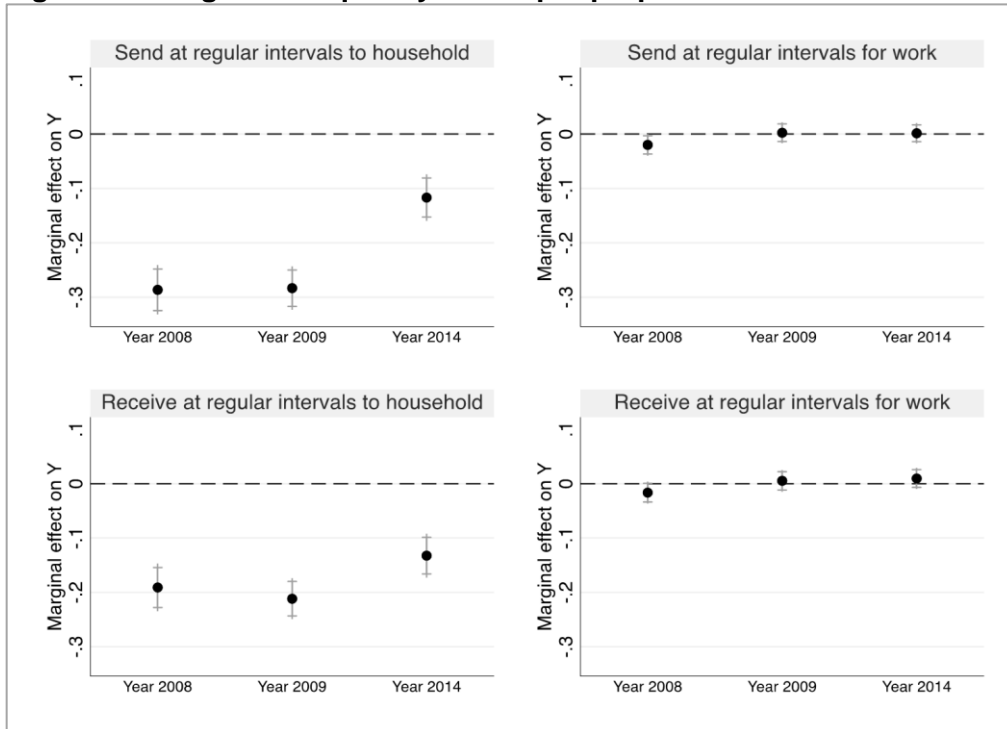 Send at regular intervals to household
Send at regular intervals for work
Marginal effect on Y
.1
0
-.1
-.2
-.3
Year 2008
Year 2009
Year 2014
Marginal effect on Y
.1
0
-.1
-.2
-.3
Year 2008
Year 2009
Year 2014
Receive at regular intervals to household
Receive at regular intervals for work
Marginal effect on Y
.1
0
-.1
-.2
-.3
Year 2008
Year 2009
Year 2014
Marginal effect on Y
.1
0
-.1
-.2
-.3
Year 2008
Year 2009
Year 2014